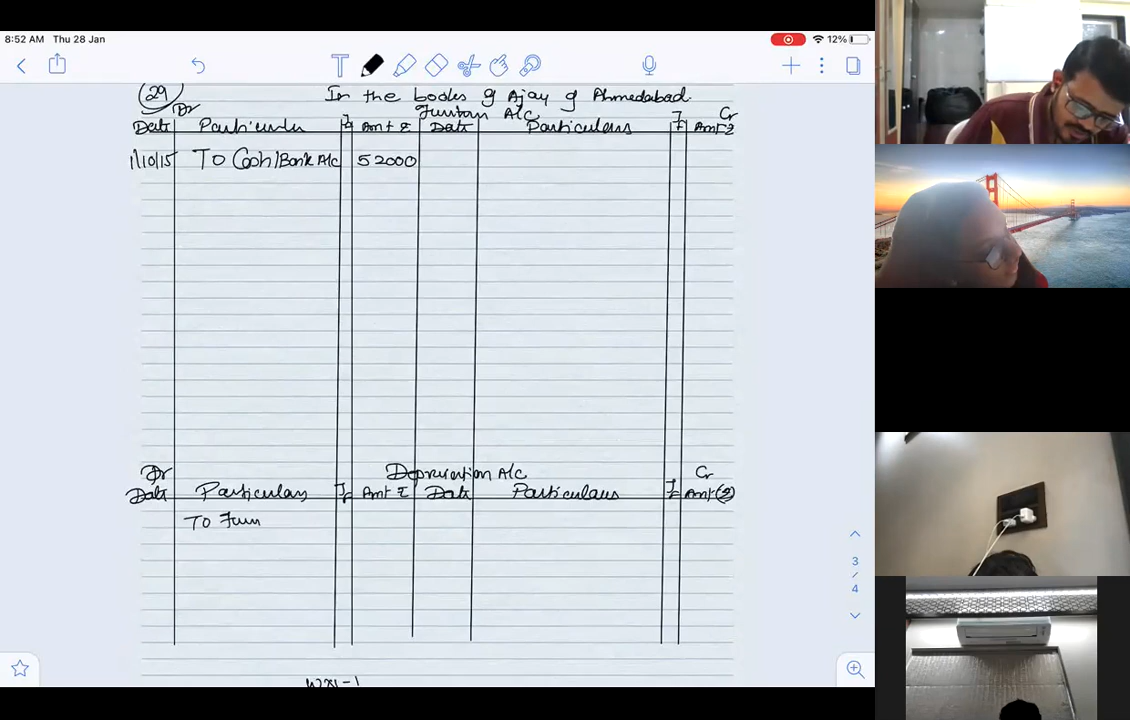 8:52 AM Thu 28 Jan
12%
29
In the books of Ajay of Ahmedabad.
Dr Furniture A/c Cr
Date Particulars Amt ₹ Date Particulars Amt ₹
1/10/15 To Cash/Bank A/c 52000
Dr Depreciation A/c Cr
Date Particulars Amt ₹ Date Particulars Amt (₹)
To Furn
3
/
4